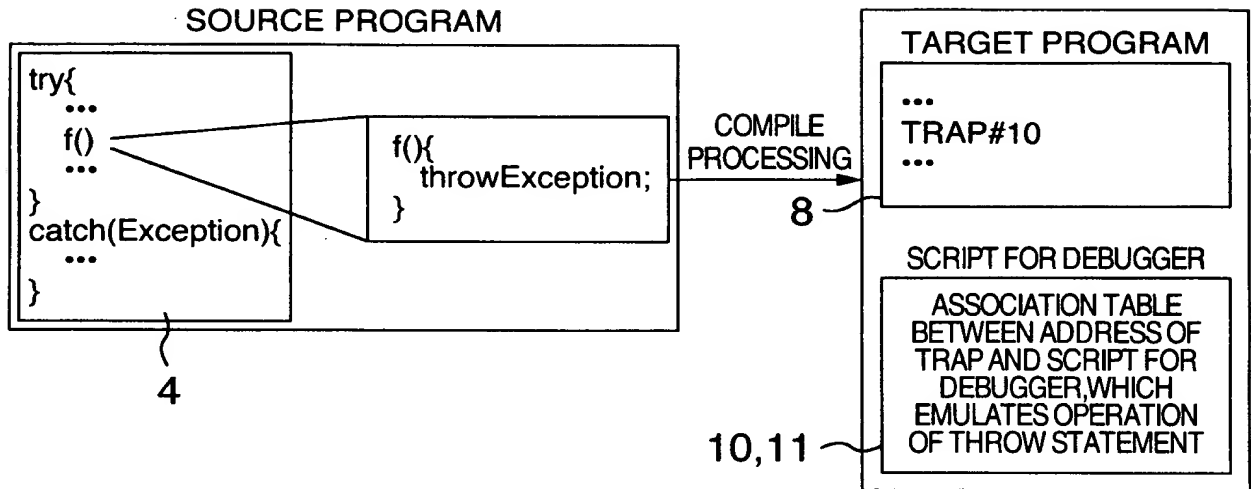 SOURCE PROGRAM
try{
...
f()
...
}
catch(Exception){
...
}
4
f(){
throwException;
}
COMPILE
PROCESSING
TARGET PROGRAM
...
TRAP#10
...
8
SCRIPT FOR DEBUGGER
ASSOCIATION TABLE
BETWEEN ADDRESS OF
TRAP AND SCRIPT FOR
DEBUGGER,WHICH
EMULATES OPERATION
OF THROW STATEMENT
10,11